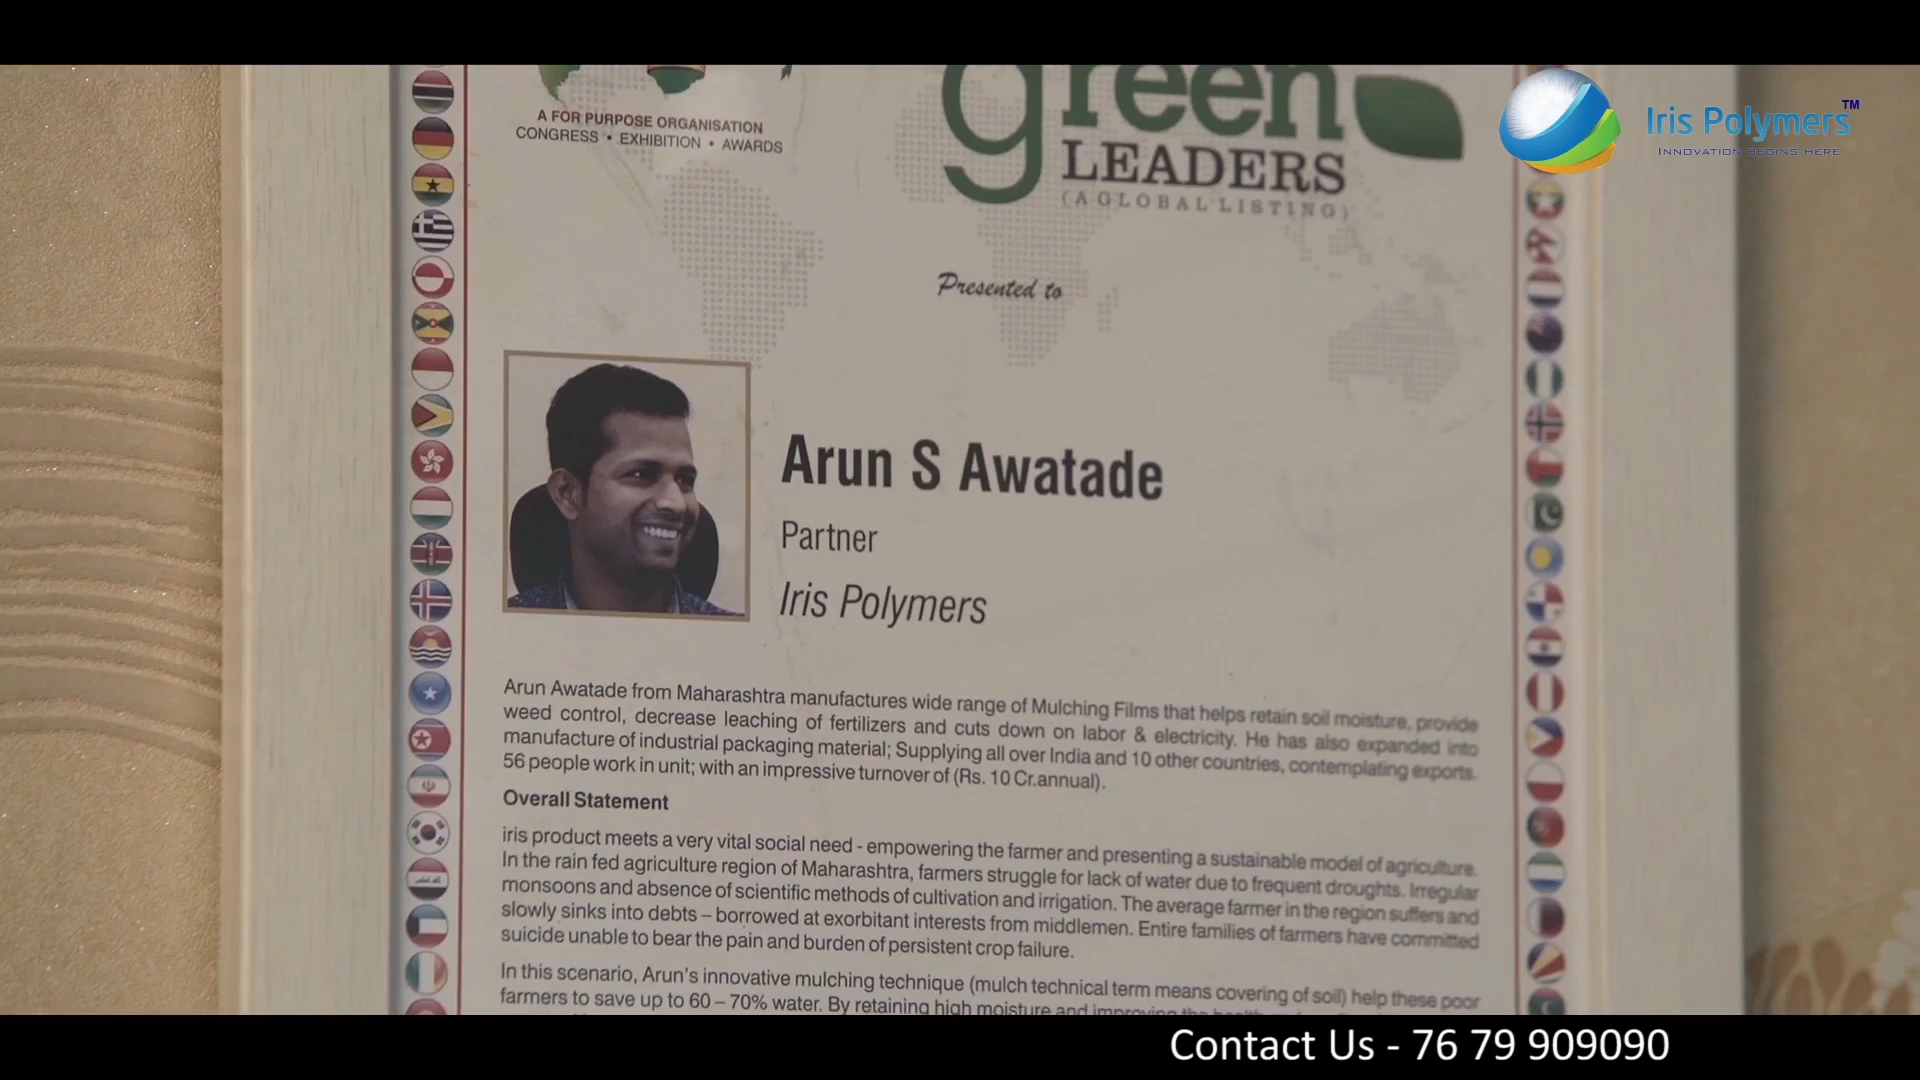 A FOR PURPOSE ORGANISATION
CONGRESS • EXHIBITION • AWARDS
green
LEADERS
(A GLOBAL LISTING)
Iris Polymers™
INNOVATION BEGINS HERE
Presented to
Arun S Awatade
Partner
Iris Polymers
Arun Awatade from Maharashtra manufactures wide range of Mulching Films that helps retain soil moisture, provide
weed control, decrease leaching of fertilizers and cuts down on labor & electricity. He has also expanded into
manufacture of industrial packaging material; Supplying all over India and 10 other countries, contemplating exports.
56 people work in unit; with an impressive turnover of (Rs. 10 Cr.annual).
Overall Statement
iris product meets a very vital social need - empowering the farmer and presenting a sustainable model of agriculture.
In the rain fed agriculture region of Maharashtra, farmers struggle for lack of water due to frequent droughts. Irregular
monsoons and absence of scientific methods of cultivation and irrigation. The average farmer in the region suffers and
slowly sinks into debts – borrowed at exorbitant interests from middlemen. Entire families of farmers have committed
suicide unable to bear the pain and burden of persistent crop failure.
In this scenario, Arun's innovative mulching technique (mulch technical term means covering of soil) help these poor
farmers to save up to 60 – 70% water. By retaining high moisture and improving the
Contact Us - 76 79 909090